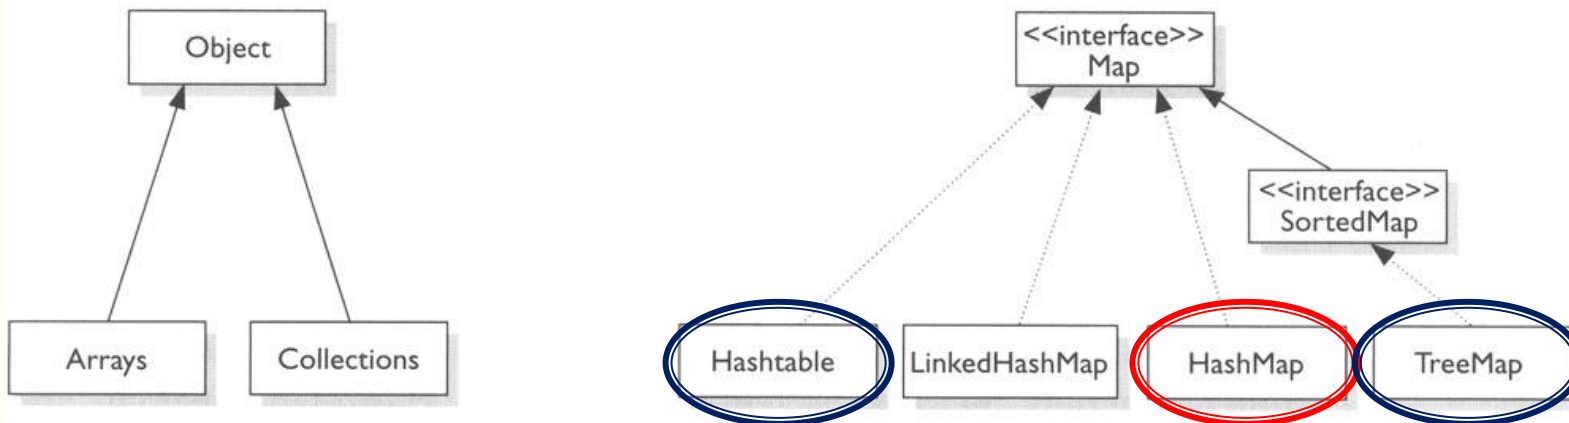 Object
Arrays
Collections
<<interface>>
Map
<<interface>>
SortedMap
Hashtable
LinkedHashMap
HashMap
TreeMap